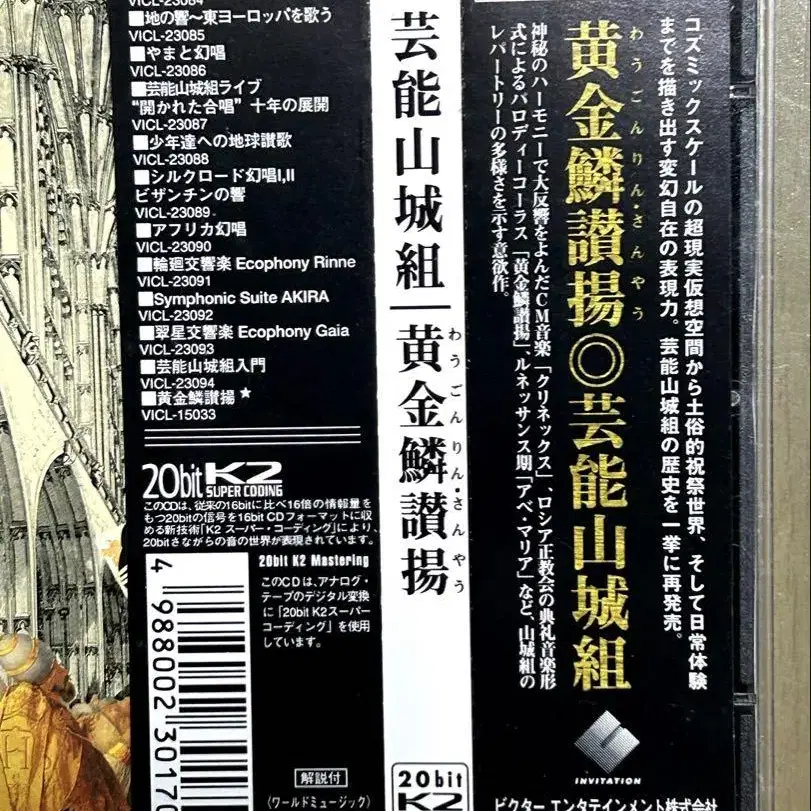 コズミックスケールの超現実仮想空間から土俗的祝祭世界、そして日常体験
までを描き出す変幻自在の表現力。芸能山城組の歴史を一挙に再発売。
わうごんりん・さんやう
黄金鱗讃揚◎芸能山城組
神秘のハーモニーで大反響をよんだCM音楽「クリネックス」、ロシア正教会の典礼音楽形
式によるパロディーコーラス「黄金鱗讃揚」、ルネッサンス期「アベ・マリア」など、山城組の
レパートリーの多様さを示す意欲作。
INVITATION
ビクター エンタテインメント株式会社
芸能山城組|黄金鱗讃揚
わうごんりん・さんやう
20bit
K2
VICL-23084
■地の響〜東ヨーロッパを歌う
VICL-23085
■やまと幻唱
VICL-23086
■芸能山城組ライブ
“開かれた合唱”十年の展開
VICL-23087
■少年達への地球讃歌
VICL-23088
■シルクロード幻唱I,II
ビザンチンの響
VICL-23089
■アフリカ幻唱
VICL-23090
■輪廻交響楽 Ecophony Rinne
VICL-23091
■Symphonic Suite AKIRA
VICL-23092
■翠星交響楽 Ecophony Gaia
VICL-23093
■芸能山城組入門
VICL-23094
■黄金鱗讃揚★
VICL-15033
20bit K2
SUPER CODING
このCDは、従来の16bitに比べ16倍の情報量を
もつ20bitの信号を16bit CDフォーマットに収
める新技術「K2 スーパー・コーディング」により、
20bitさながらの音の世界が表現されています。
20bit K2 Mastering
このCDは、アナログ・
テープのデジタル変換
に「20bit K2スーパー
コーディング」を使用
しています。
4 988002 30170
解説付
〈ワールドミュージック〉